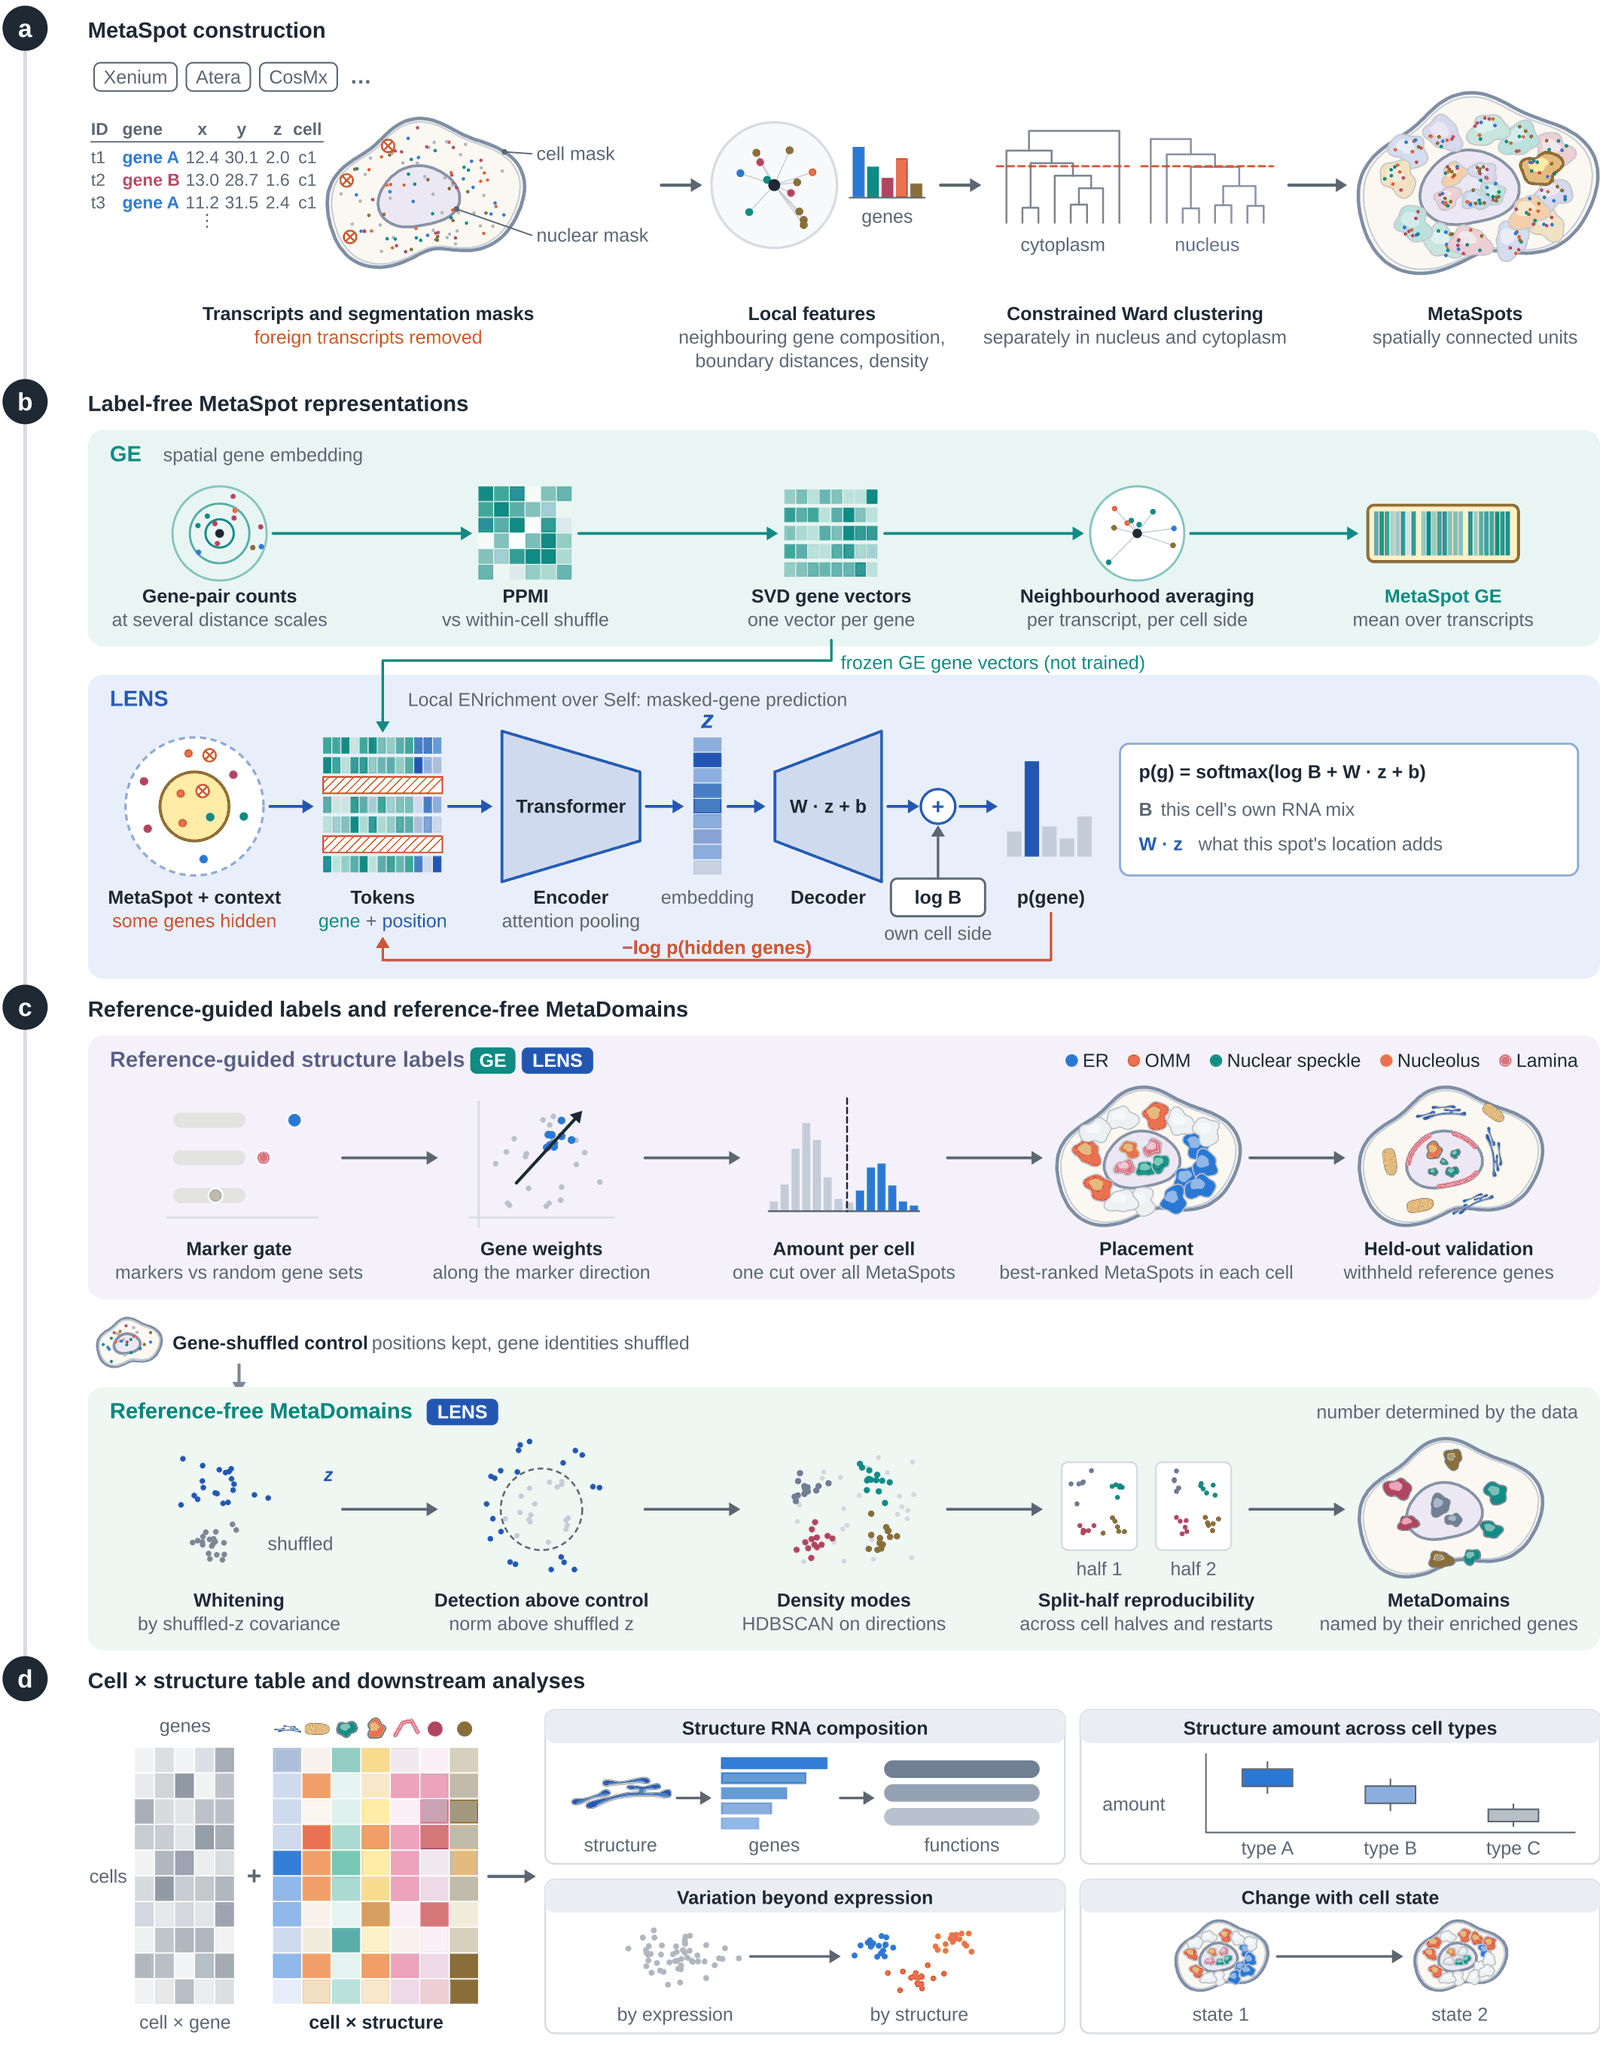 a
MetaSpot construction
Xenium Atera CosMx ...
ID gene x y z cell
t1 gene A 12.4 30.1 2.0 c1
t2 gene B 13.0 28.7 1.6 c1
t3 gene A 11.2 31.5 2.4 c1
⋮
cell mask
nuclear mask
genes
cytoplasm
nucleus
Transcripts and segmentation masks
foreign transcripts removed
Local features
neighbouring gene composition,
boundary distances, density
Constrained Ward clustering
separately in nucleus and cytoplasm
MetaSpots
spatially connected units
b
Label-free MetaSpot representations
GE spatial gene embedding
Gene-pair counts
at several distance scales
PPMI
vs within-cell shuffle
SVD gene vectors
one vector per gene
Neighbourhood averaging
per transcript, per cell side
MetaSpot GE
mean over transcripts
frozen GE gene vectors (not trained)
LENS
Local ENrichment over Self: masked-gene prediction
z
Transformer
W · z + b
+
p(g) = softmax(log B + W · z + b)
B this cell's own RNA mix
W · z what this spot's location adds
MetaSpot + context
some genes hidden
Tokens
gene + position
Encoder
attention pooling
embedding
Decoder
log B
own cell side
p(gene)
−log p(hidden genes)
c
Reference-guided labels and reference-free MetaDomains
Reference-guided structure labels GE LENS
ER OMM Nuclear speckle Nucleolus Lamina
Marker gate
markers vs random gene sets
Gene weights
along the marker direction
Amount per cell
one cut over all MetaSpots
Placement
best-ranked MetaSpots in each cell
Held-out validation
withheld reference genes
Gene-shuffled control positions kept, gene identities shuffled
Reference-free MetaDomains LENS
number determined by the data
z
shuffled
half 1
half 2
Whitening
by shuffled-z covariance
Detection above control
norm above shuffled z
Density modes
HDBSCAN on directions
Split-half reproducibility
across cell halves and restarts
MetaDomains
named by their enriched genes
d
Cell × structure table and downstream analyses
genes
cells
+
cell × gene
cell × structure
Structure RNA composition
structure
genes
functions
Structure amount across cell types
amount
type A
type B
type C
Variation beyond expression
by expression
by structure
Change with cell state
state 1
state 2